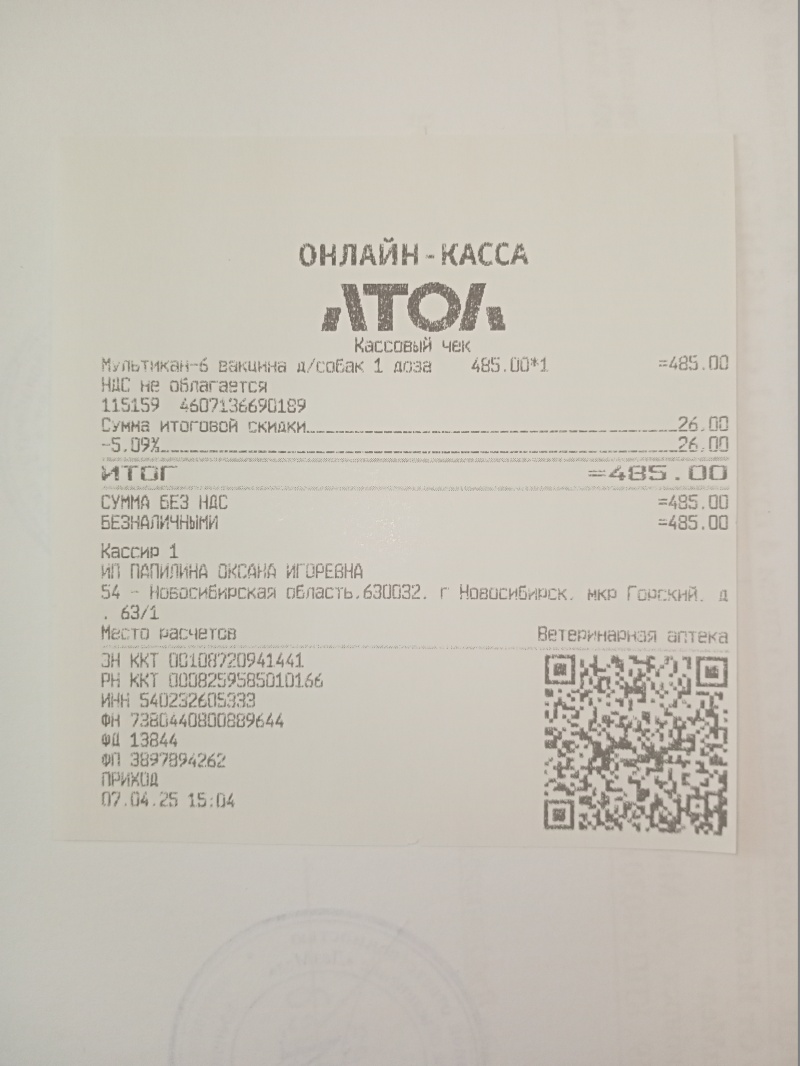 ОНЛАЙН-КАССА
АТОЛ
Кассовый чек
Мультикан-6 вакцина д/собак 1 доза 485.00*1 =485.00
НДС не облагается
115159 4607136690189
Сумма итоговой скидки 26.00
-5.09% 26.00
ИТОГ =485.00
СУММА БЕЗ НДС =485.00
БЕЗНАЛИЧНЫМИ =485.00
Кассир 1
ИП ПАПИЛИНА ОКСАНА ИГОРЕВНА
54 - Новосибирская область,630032, г Новосибирск, мкр Горский, д
. 63/1
Место расчетов Ветеринарная аптека
ЗН ККТ 00108720941441
РН ККТ 0008259585010166
ИНН 540232605333
ФН 7380440800889644
ФД 13844
ФП 3897894262
ПРИХОД
07.04.25 15:04